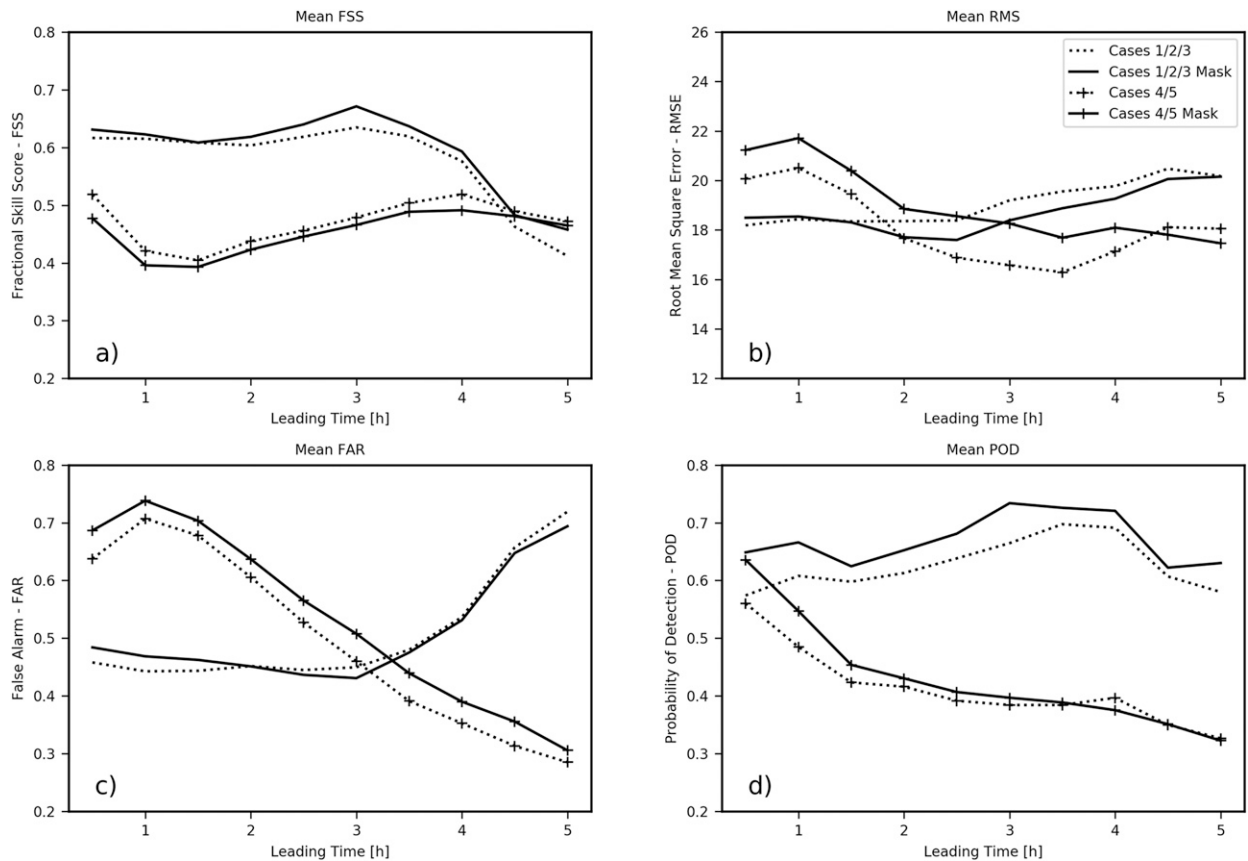 Mean FSS
0.8
0.7
0.6
0.5
0.4
0.3
0.2
Fractional Skill Score - FSS
a)
1 2 3 4 5
Leading Time [h]
Mean RMS
26
24
22
20
18
16
14
12
Root Mean Square Error - RMSE
Cases 1/2/3
Cases 1/2/3 Mask
Cases 4/5
Cases 4/5 Mask
b)
1 2 3 4 5
Leading Time [h]
Mean FAR
0.8
0.7
0.6
0.5
0.4
0.3
0.2
False Alarm - FAR
c)
1 2 3 4 5
Leading Time [h]
Mean POD
0.8
0.7
0.6
0.5
0.4
0.3
0.2
Probability of Detection - POD
d)
1 2 3 4 5
Leading Time [h]